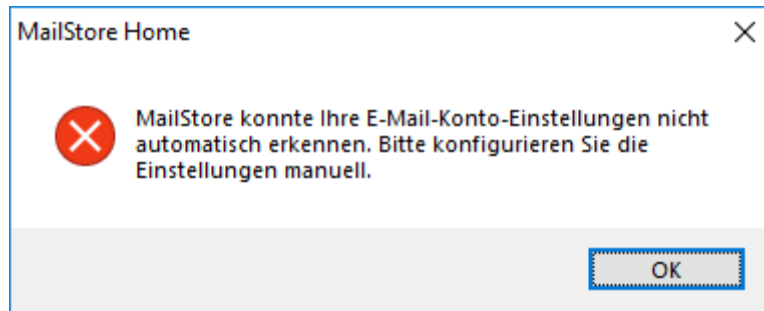 MailStore Home
MailStore konnte Ihre E-Mail-Konto-Einstellungen nicht
automatisch erkennen. Bitte konfigurieren Sie die
Einstellungen manuell.
OK